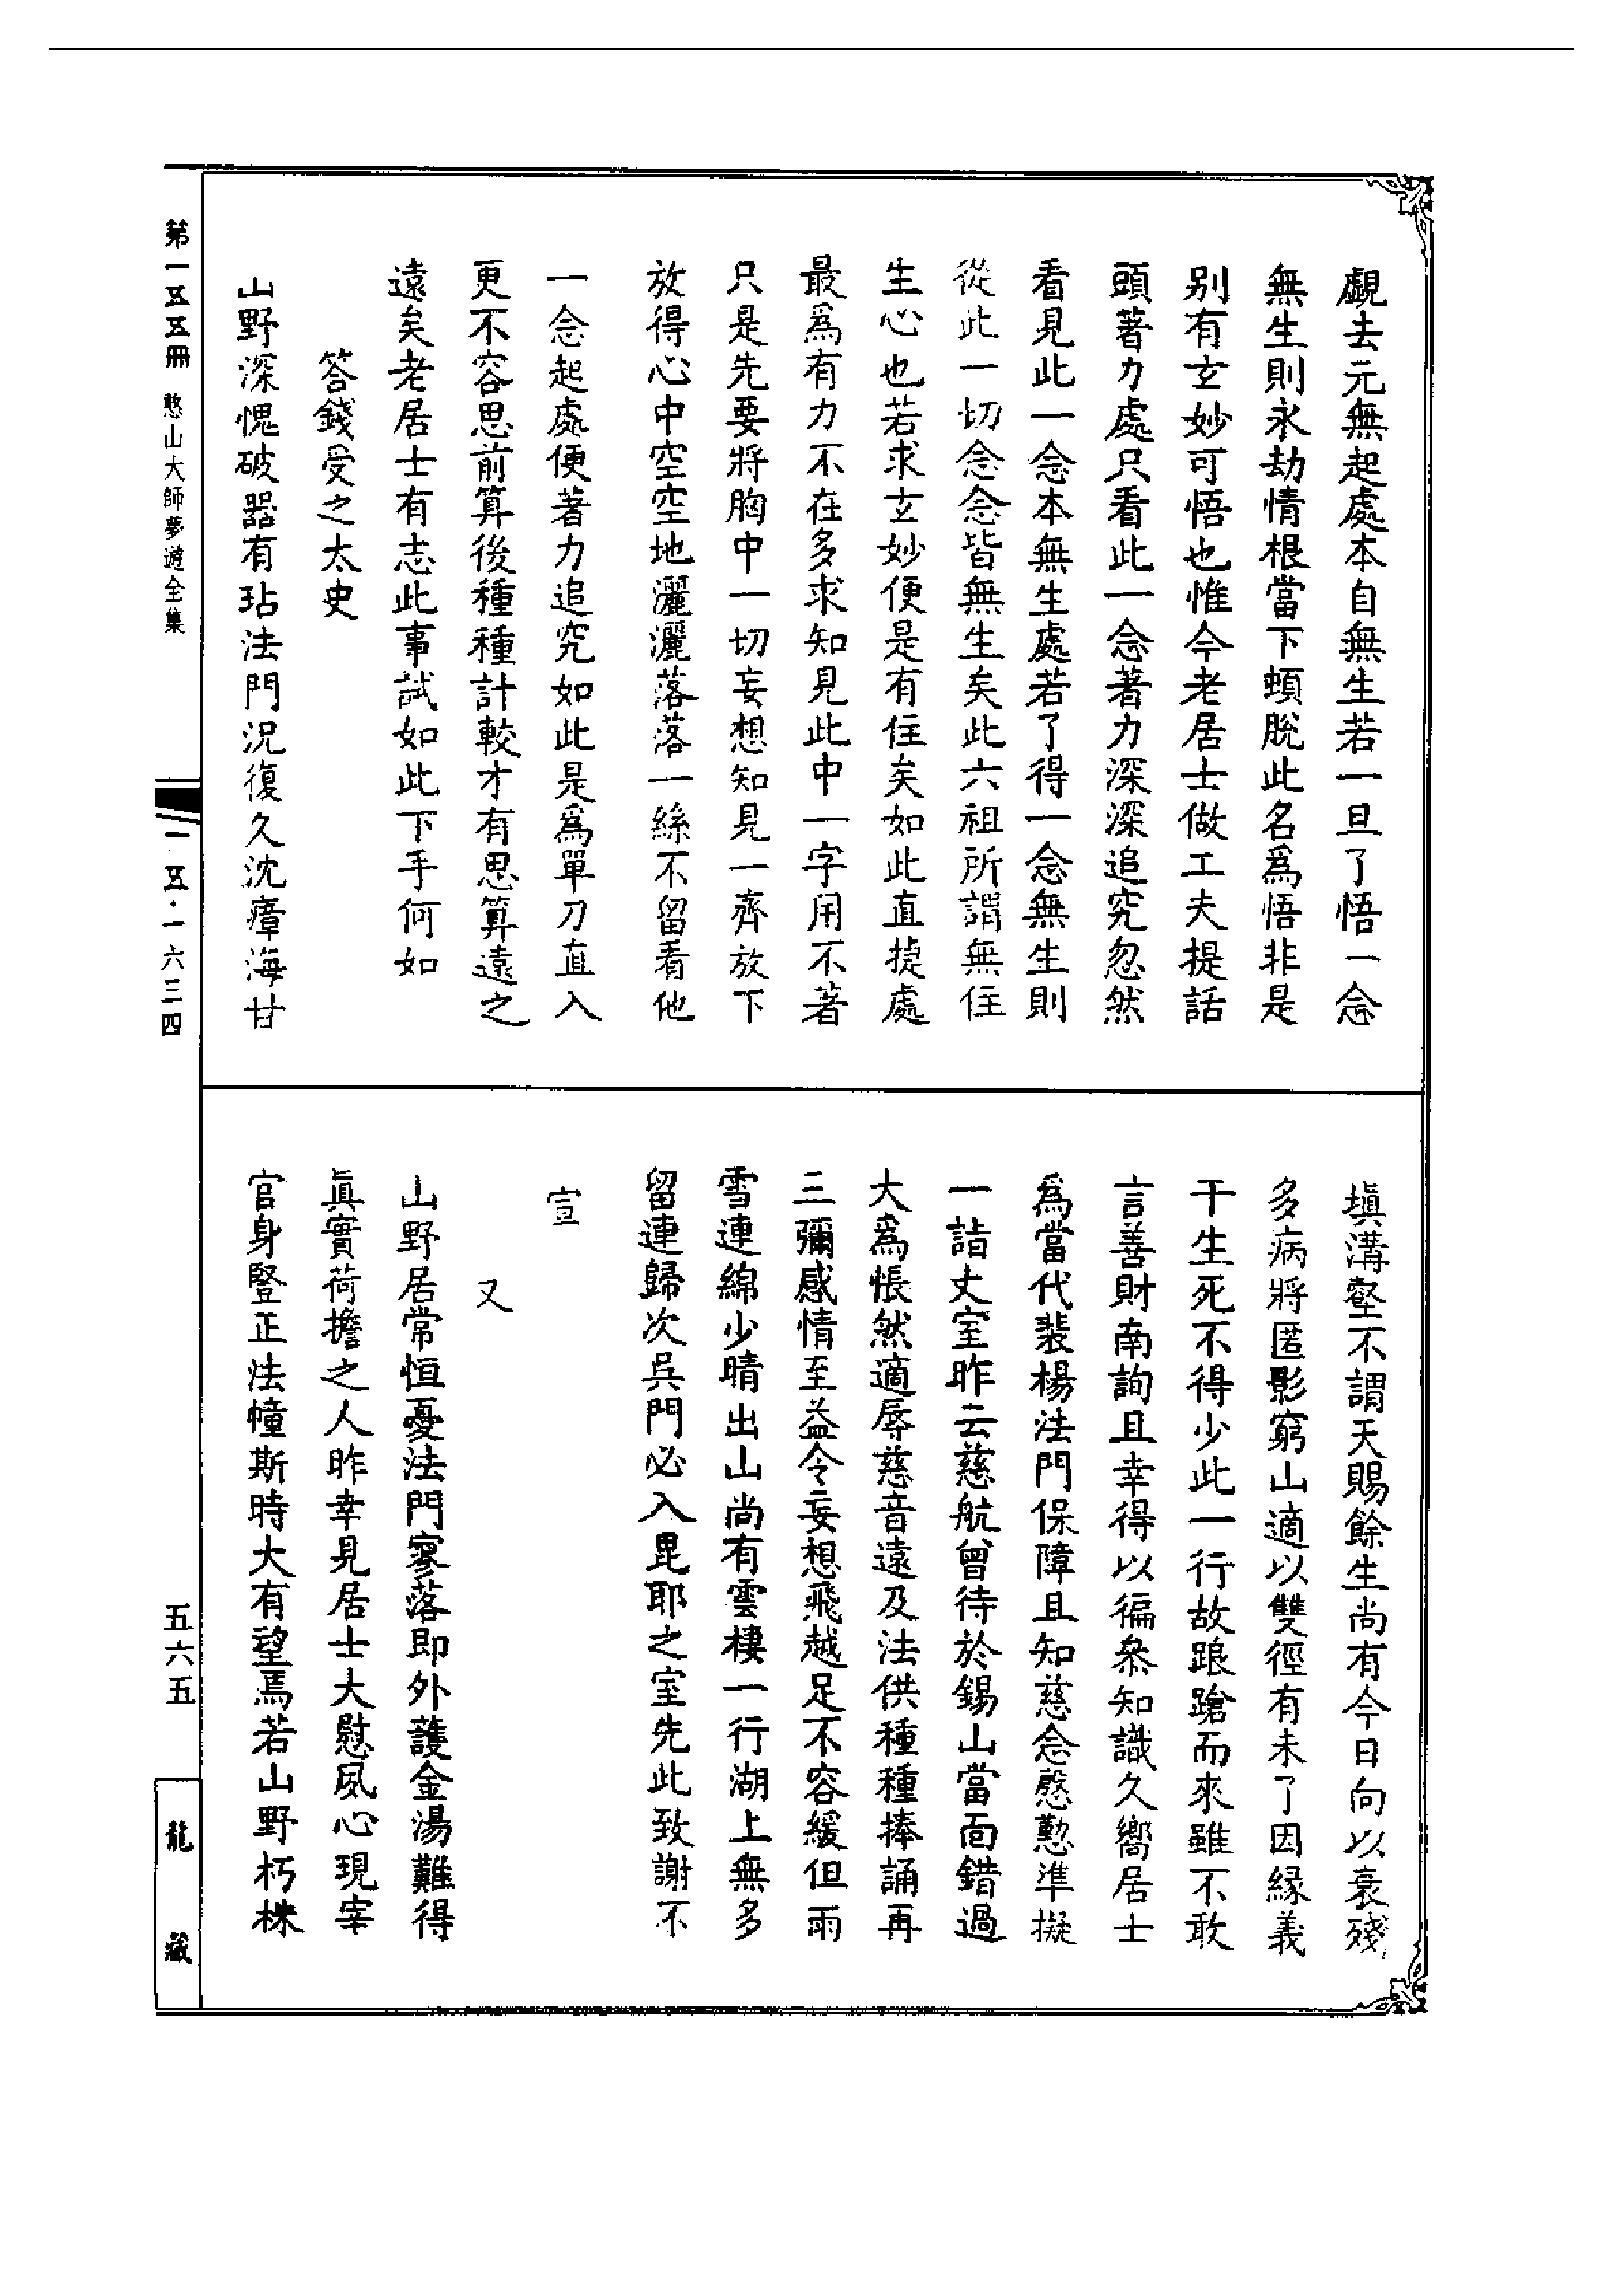 覷去元無起處本自無生若一旦了悟一念
無生則永劫情根當下頓脫此名爲悟非是
別有玄妙可悟也惟今老居士做工夫提話
頭著力處只看此一念著力深深追究忽然
看見此一念本無生處若了得一念無生則
從此一切念念皆無生矣此六祖所謂無住
生心也若求玄妙便是有住矣如此直捷處
最爲有力不在多求知見此中一字用不著
只是先要將胸中一切妄想知見一齊放下
放得心中空空地灑灑落落一絲不留看他
一念起處便著力追究如此是爲單刀直入
更不容思前算後種種計較才有思算遠之
遠矣老居士有志此事試如此下手何如
答錢受之太史
山野深愧破器有玷法門況復久沈瘴海甘
填溝壑不謂天賜餘生尚有今日向以衰殘
多病將匿影窮山適以雙徑有未了因緣義
干生死不得少此一行故踉蹌而來雖不敢
言善財南詢且幸得以徧叅知識久嚮居士
爲當代裴楊法門保障且知慈念慇懃準擬
一詣丈室昨云慈航曾待於錫山當面錯過
大爲悵然適辱慈音遠及法供種種捧誦再
三彌感情至益令妄想飛越足不容緩但雨
雪連綿少晴出山尚有雲棲一行湖上無多
留連歸次吳門必入毘耶之室先此致謝不
宣
又
山野居常恒憂法門寥落即外護金湯難得
眞實荷擔之人昨幸見居士大慰夙心現宰
官身豎正法幢斯時大有望焉若山野朽株
第一五五冊 憨山大師夢遊全集
一五五·一六三四
五六五
龍藏